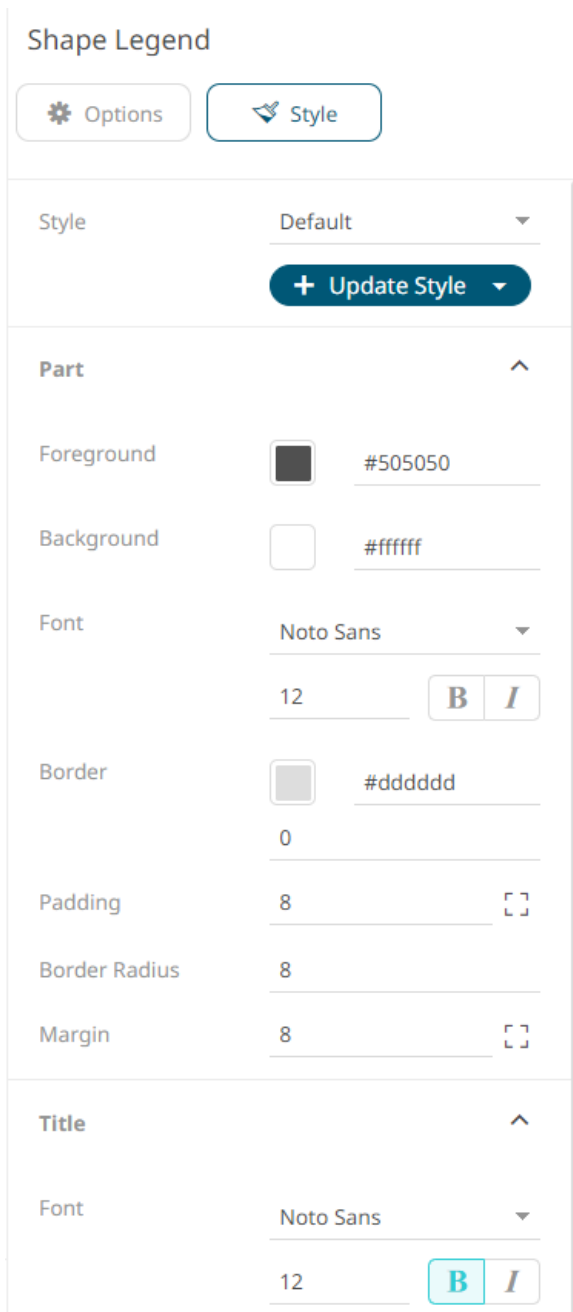 Shape Legend
Options Style
Style Default
+ Update Style
Part
Foreground #505050
Background #ffffff
Font Noto Sans
12 B I
Border #dddddd
0
Padding 8
Border Radius 8
Margin 8
Title
Font Noto Sans
12 B I